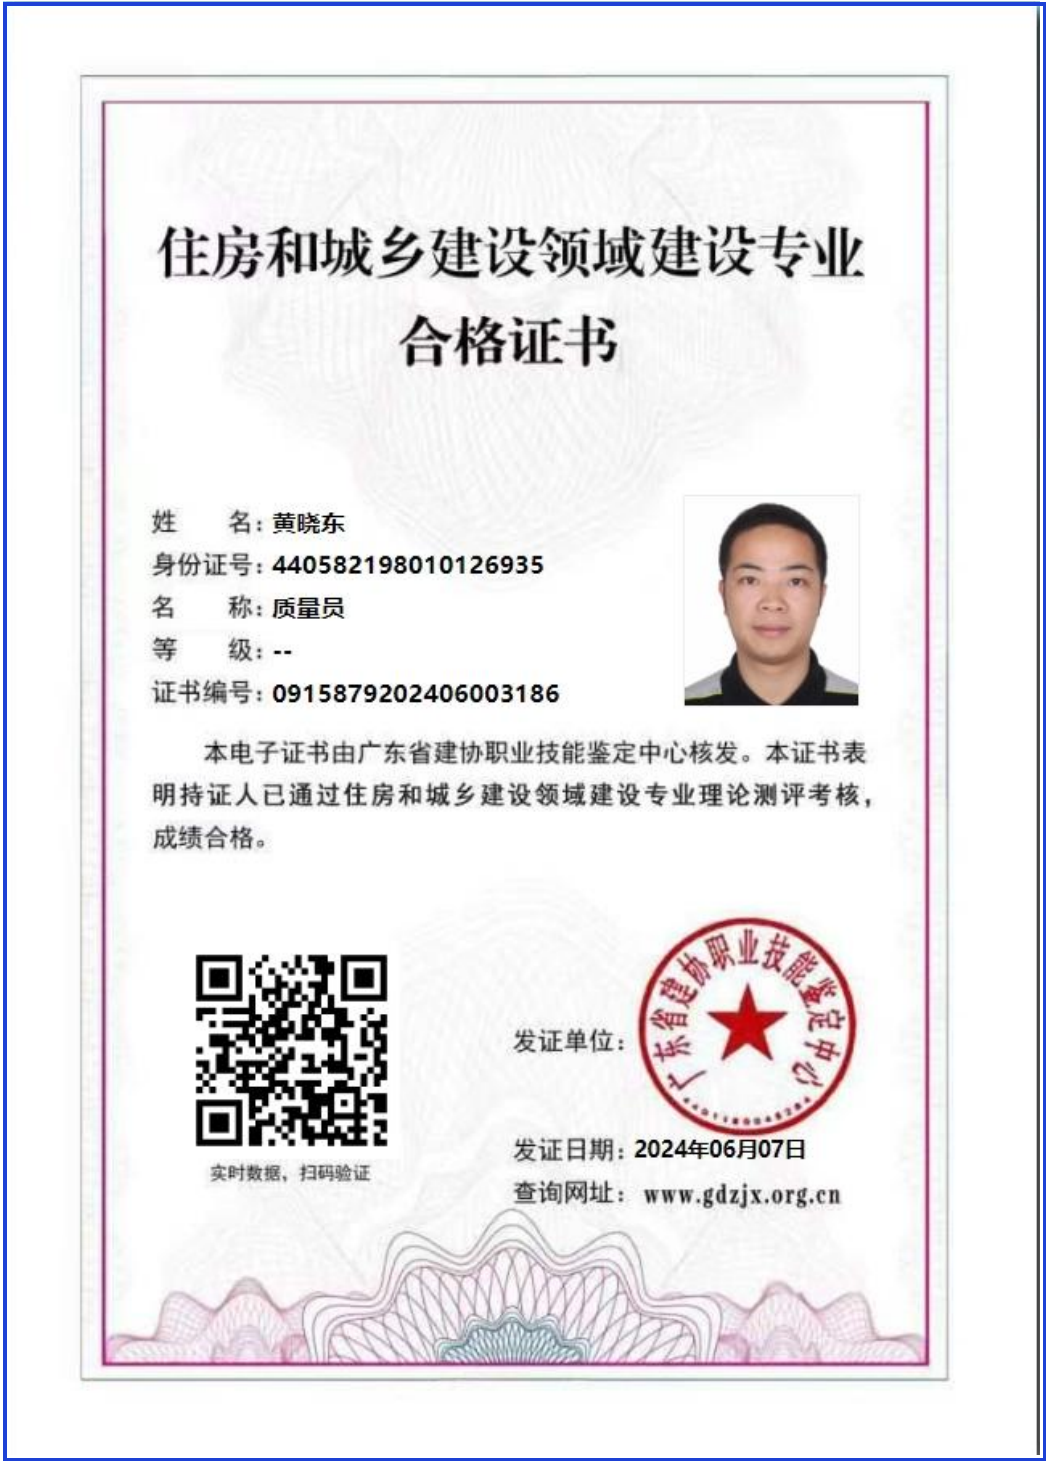 住房和城乡建设领域建设专业
合格证书
姓　　名：黄晓东
身份证号：440582198010126935
名　　称：质量员
等　　级：--
证书编号：0915879202406003186
本电子证书由广东省建协职业技能鉴定中心核发。本证书表
明持证人已通过住房和城乡建设领域建设专业理论测评考核，
成绩合格。
广东省建协职业技能鉴定中心
发证单位：
发证日期：2024年06月07日
实时数据，扫码验证
查询网址：www.gdzjx.org.cn